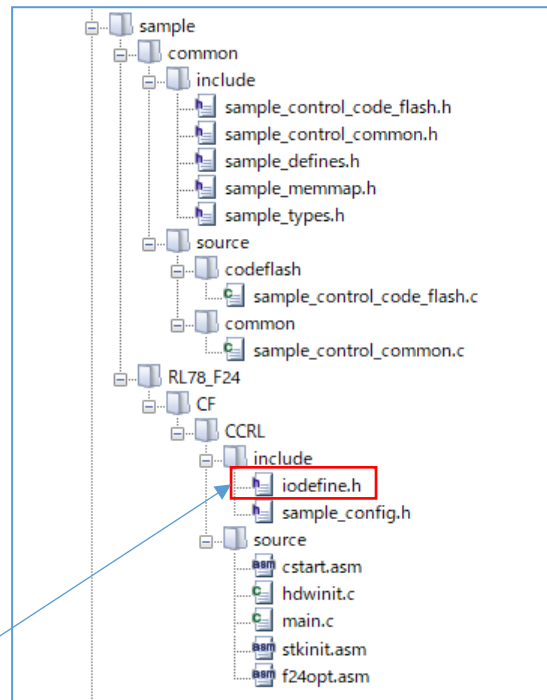 sample
common
include
sample_control_code_flash.h
sample_control_common.h
sample_defines.h
sample_memmap.h
sample_types.h
source
codeflash
sample_control_code_flash.c
common
sample_control_common.c
RL78_F24
CF
CCRL
include
iodefine.h
sample_config.h
source
cstart.asm
hdwinit.c
main.c
stkinit.asm
f24opt.asm